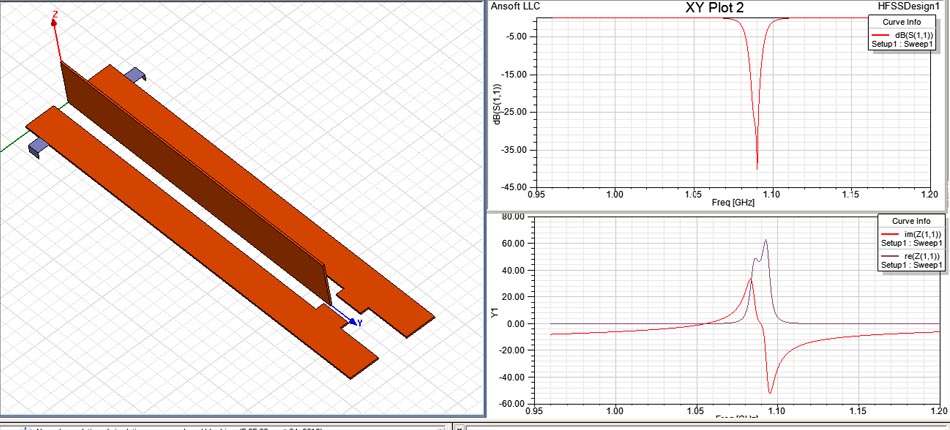 Z
Y
Ansoft LLC
XY Plot 2
HFSSDesign1
Curve Info
dB(S(1,1))
Setup1 : Sweep1
dB(S(1,1))
-5.00
-15.00
-25.00
-35.00
-45.00
0.95
1.00
1.05
1.10
1.15
1.20
Freq [GHz]
Curve Info
im(Z(1,1))
Setup1 : Sweep1
re(Z(1,1))
Setup1 : Sweep1
Y1
80.00
60.00
40.00
20.00
0.00
-20.00
-40.00
-60.00
0.95
1.00
1.05
1.10
1.15
1.20